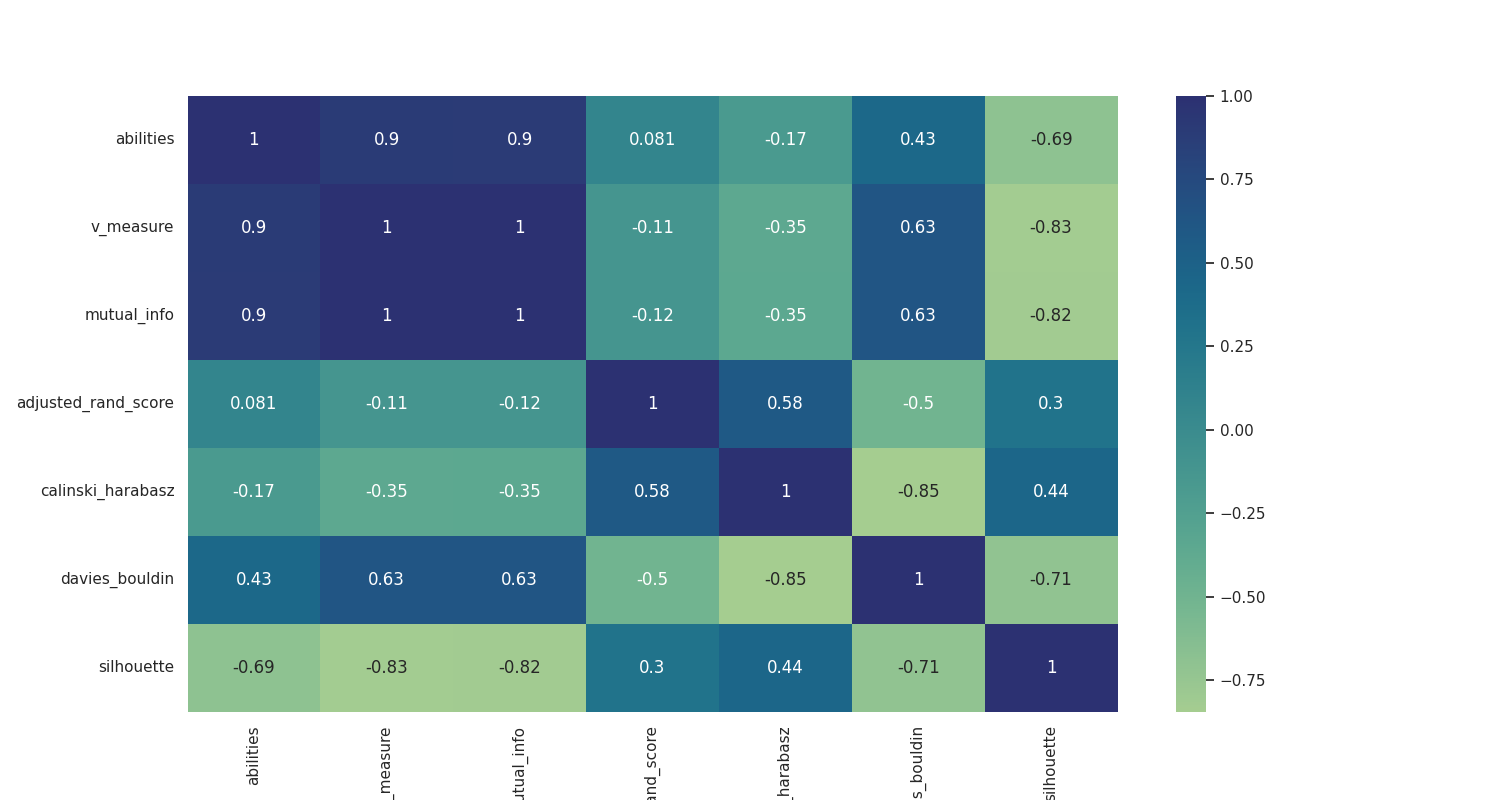 abilities 1 0.9 0.9 0.081 -0.17 0.43 -0.69
v_measure 0.9 1 1 -0.11 -0.35 0.63 -0.83
mutual_info 0.9 1 1 -0.12 -0.35 0.63 -0.82
adjusted_rand_score 0.081 -0.11 -0.12 1 0.58 -0.5 0.3
calinski_harabasz -0.17 -0.35 -0.35 0.58 1 -0.85 0.44
davies_bouldin 0.43 0.63 0.63 -0.5 -0.85 1 -0.71
silhouette -0.69 -0.83 -0.82 0.3 0.44 -0.71 1
abilities
_measure
utual_info
and_score
_harabasz
s_bouldin
silhouette
1.00
0.75
0.50
0.25
0.00
−0.25
−0.50
−0.75